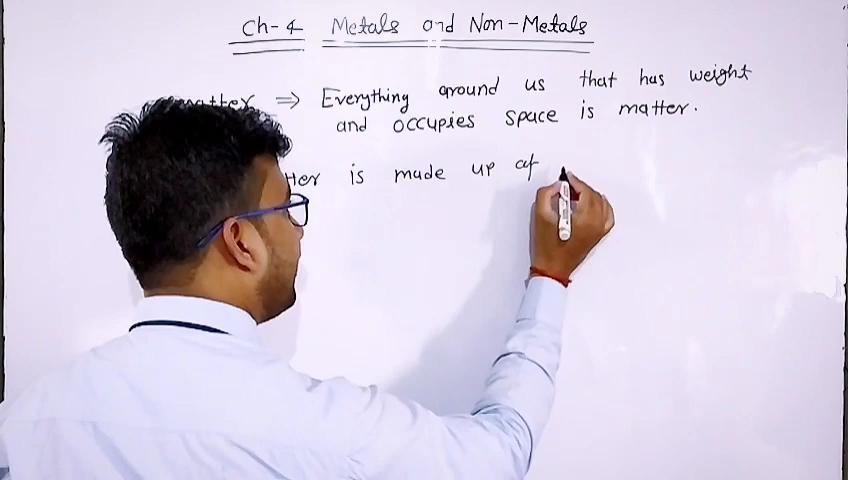 Ch-4 Metals and Non-Metals
matter ⇒ Everything around us that has weight
and occupies space is matter.
is made up of